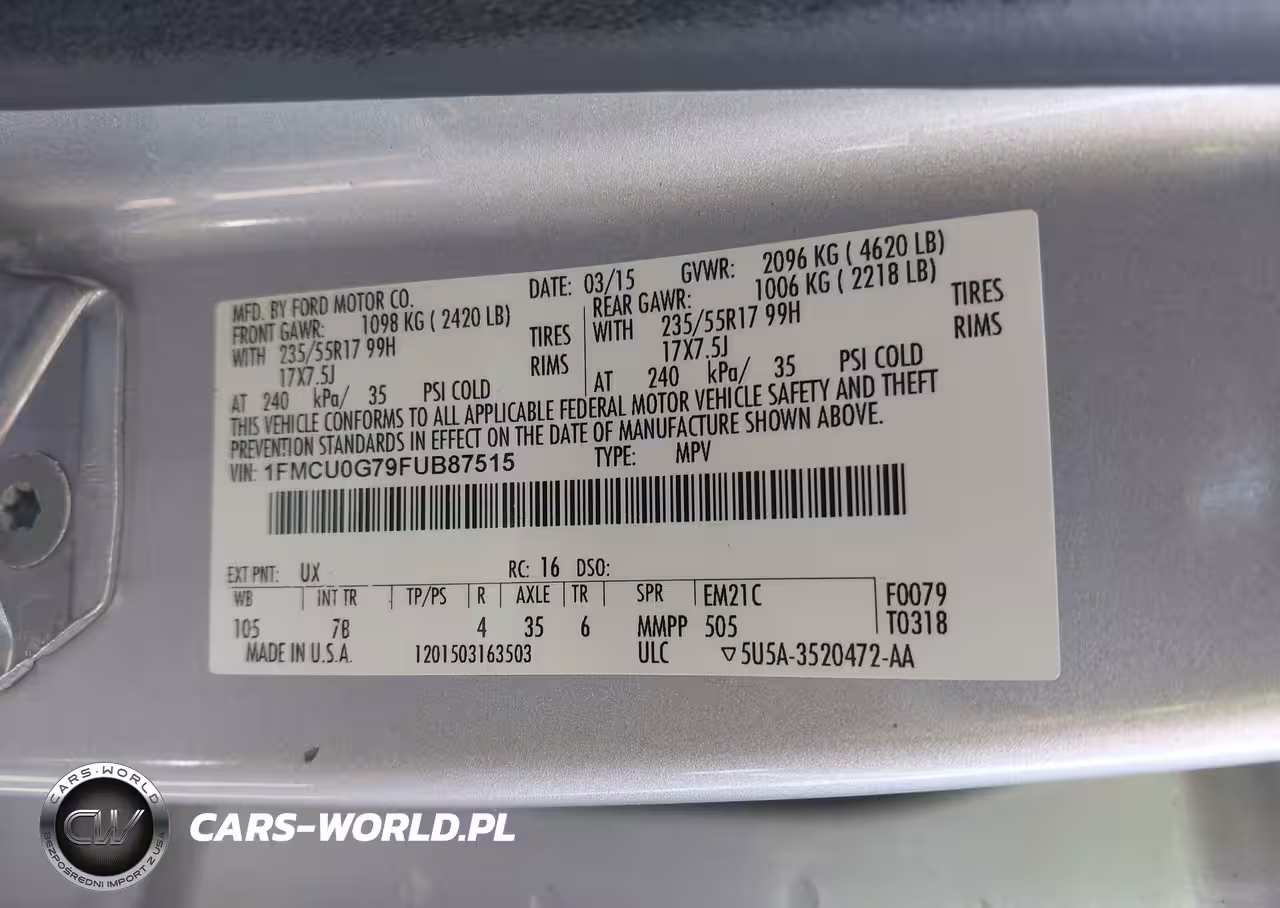 MFD. BY FORD MOTOR CO. DATE: 03/15 GVWR: 2096 KG ( 4620 LB)
FRONT GAWR: 1098 KG ( 2420 LB) REAR GAWR: 1006 KG ( 2218 LB)
WITH 235/55R17 99H TIRES WITH 235/55R17 99H TIRES
17X7.5J RIMS 17X7.5J RIMS
AT 240 kPa/ 35 PSI COLD AT 240 kPa/ 35 PSI COLD
THIS VEHICLE CONFORMS TO ALL APPLICABLE FEDERAL MOTOR VEHICLE SAFETY AND THEFT
PREVENTION STANDARDS IN EFFECT ON THE DATE OF MANUFACTURE SHOWN ABOVE.
VIN: 1FMCU0G79FUB87515 TYPE: MPV
EXT PNT: UX RC: 16 DSO:
WB INT TR TP/PS R AXLE TR SPR EM21C F0079
105 7B 4 35 6 MMPP 505 T0318
MADE IN U.S.A. 1201503163503 ULC ▽5U5A-3520472-AA
CARS-WORLD
CW
BEZPOŚREDNI IMPORT Z USA
CARS-WORLD.PL